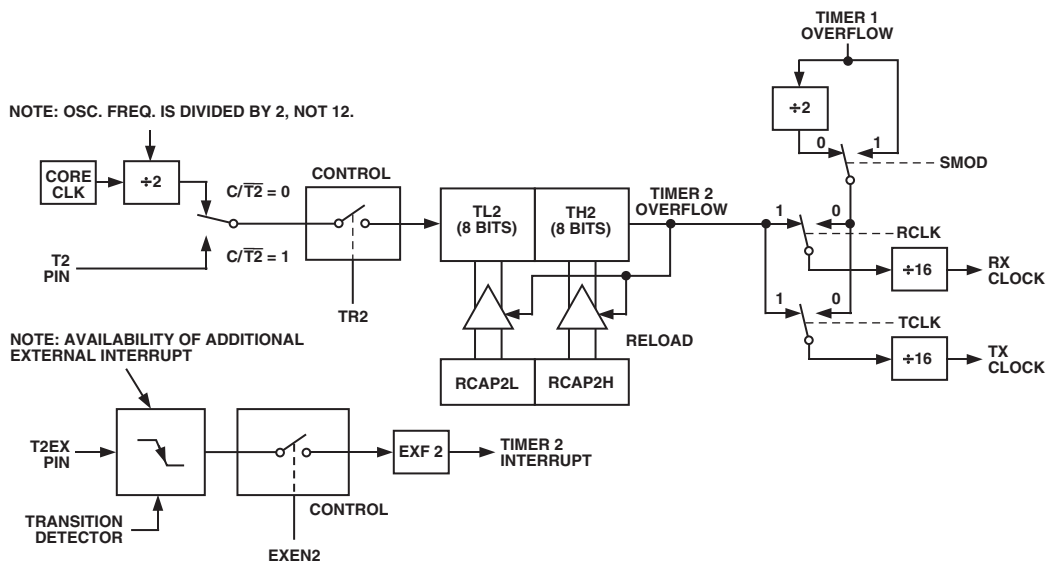 TIMER 1
OVERFLOW
÷2
0
1
SMOD
NOTE: OSC. FREQ. IS DIVIDED BY 2, NOT 12.
CORE
CLK
÷2
C/T2̅ = 0
CONTROL
TL2
(8 BITS)
TH2
(8 BITS)
TIMER 2
OVERFLOW
1
0
RCLK
T2
PIN
C/T2̅ = 1
TR2
÷16
RX
CLOCK
1
0
TCLK
RELOAD
÷16
TX
CLOCK
RCAP2L
RCAP2H
NOTE: AVAILABILITY OF ADDITIONAL
EXTERNAL INTERRUPT
T2EX
PIN
EXF 2
TIMER 2
INTERRUPT
CONTROL
TRANSITION
DETECTOR
EXEN2